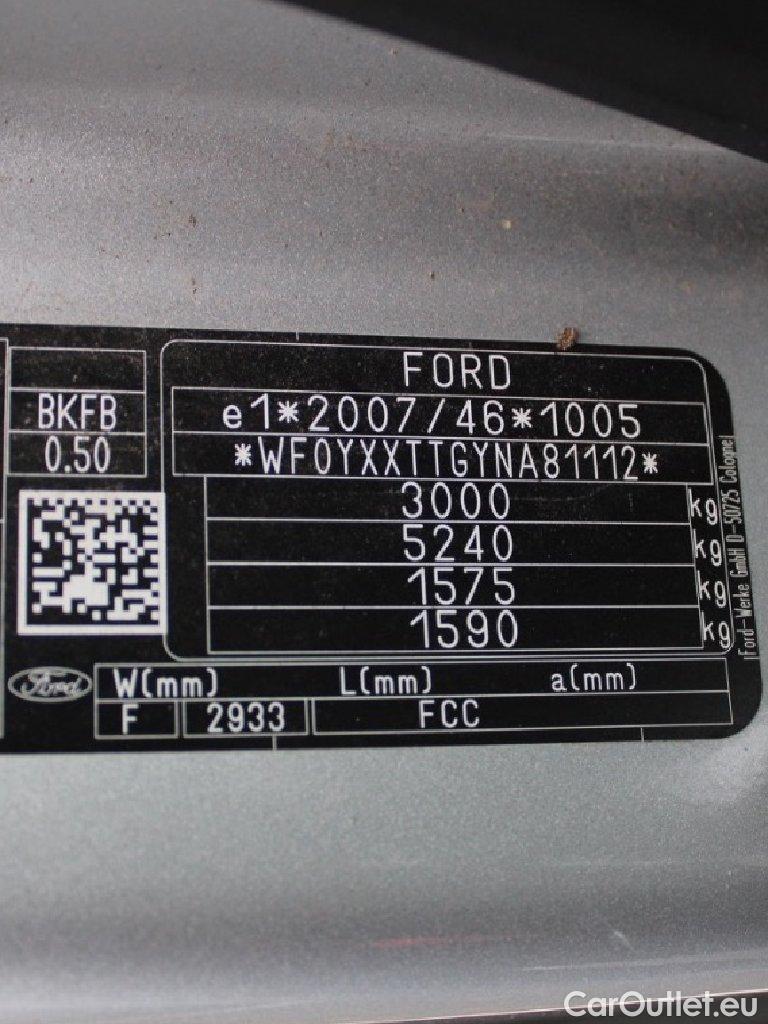 FORD
BKFB
e1*2007/46*1005
0.50
*WF0YXXTTGYNA81112*
3000 kg
5240 kg
1575 kg
1590 kg
Ford-Werke GmbH D-50725 Cologne
Ford
W(mm) L(mm) a(mm)
F 2933 FCC
CarOutlet.eu